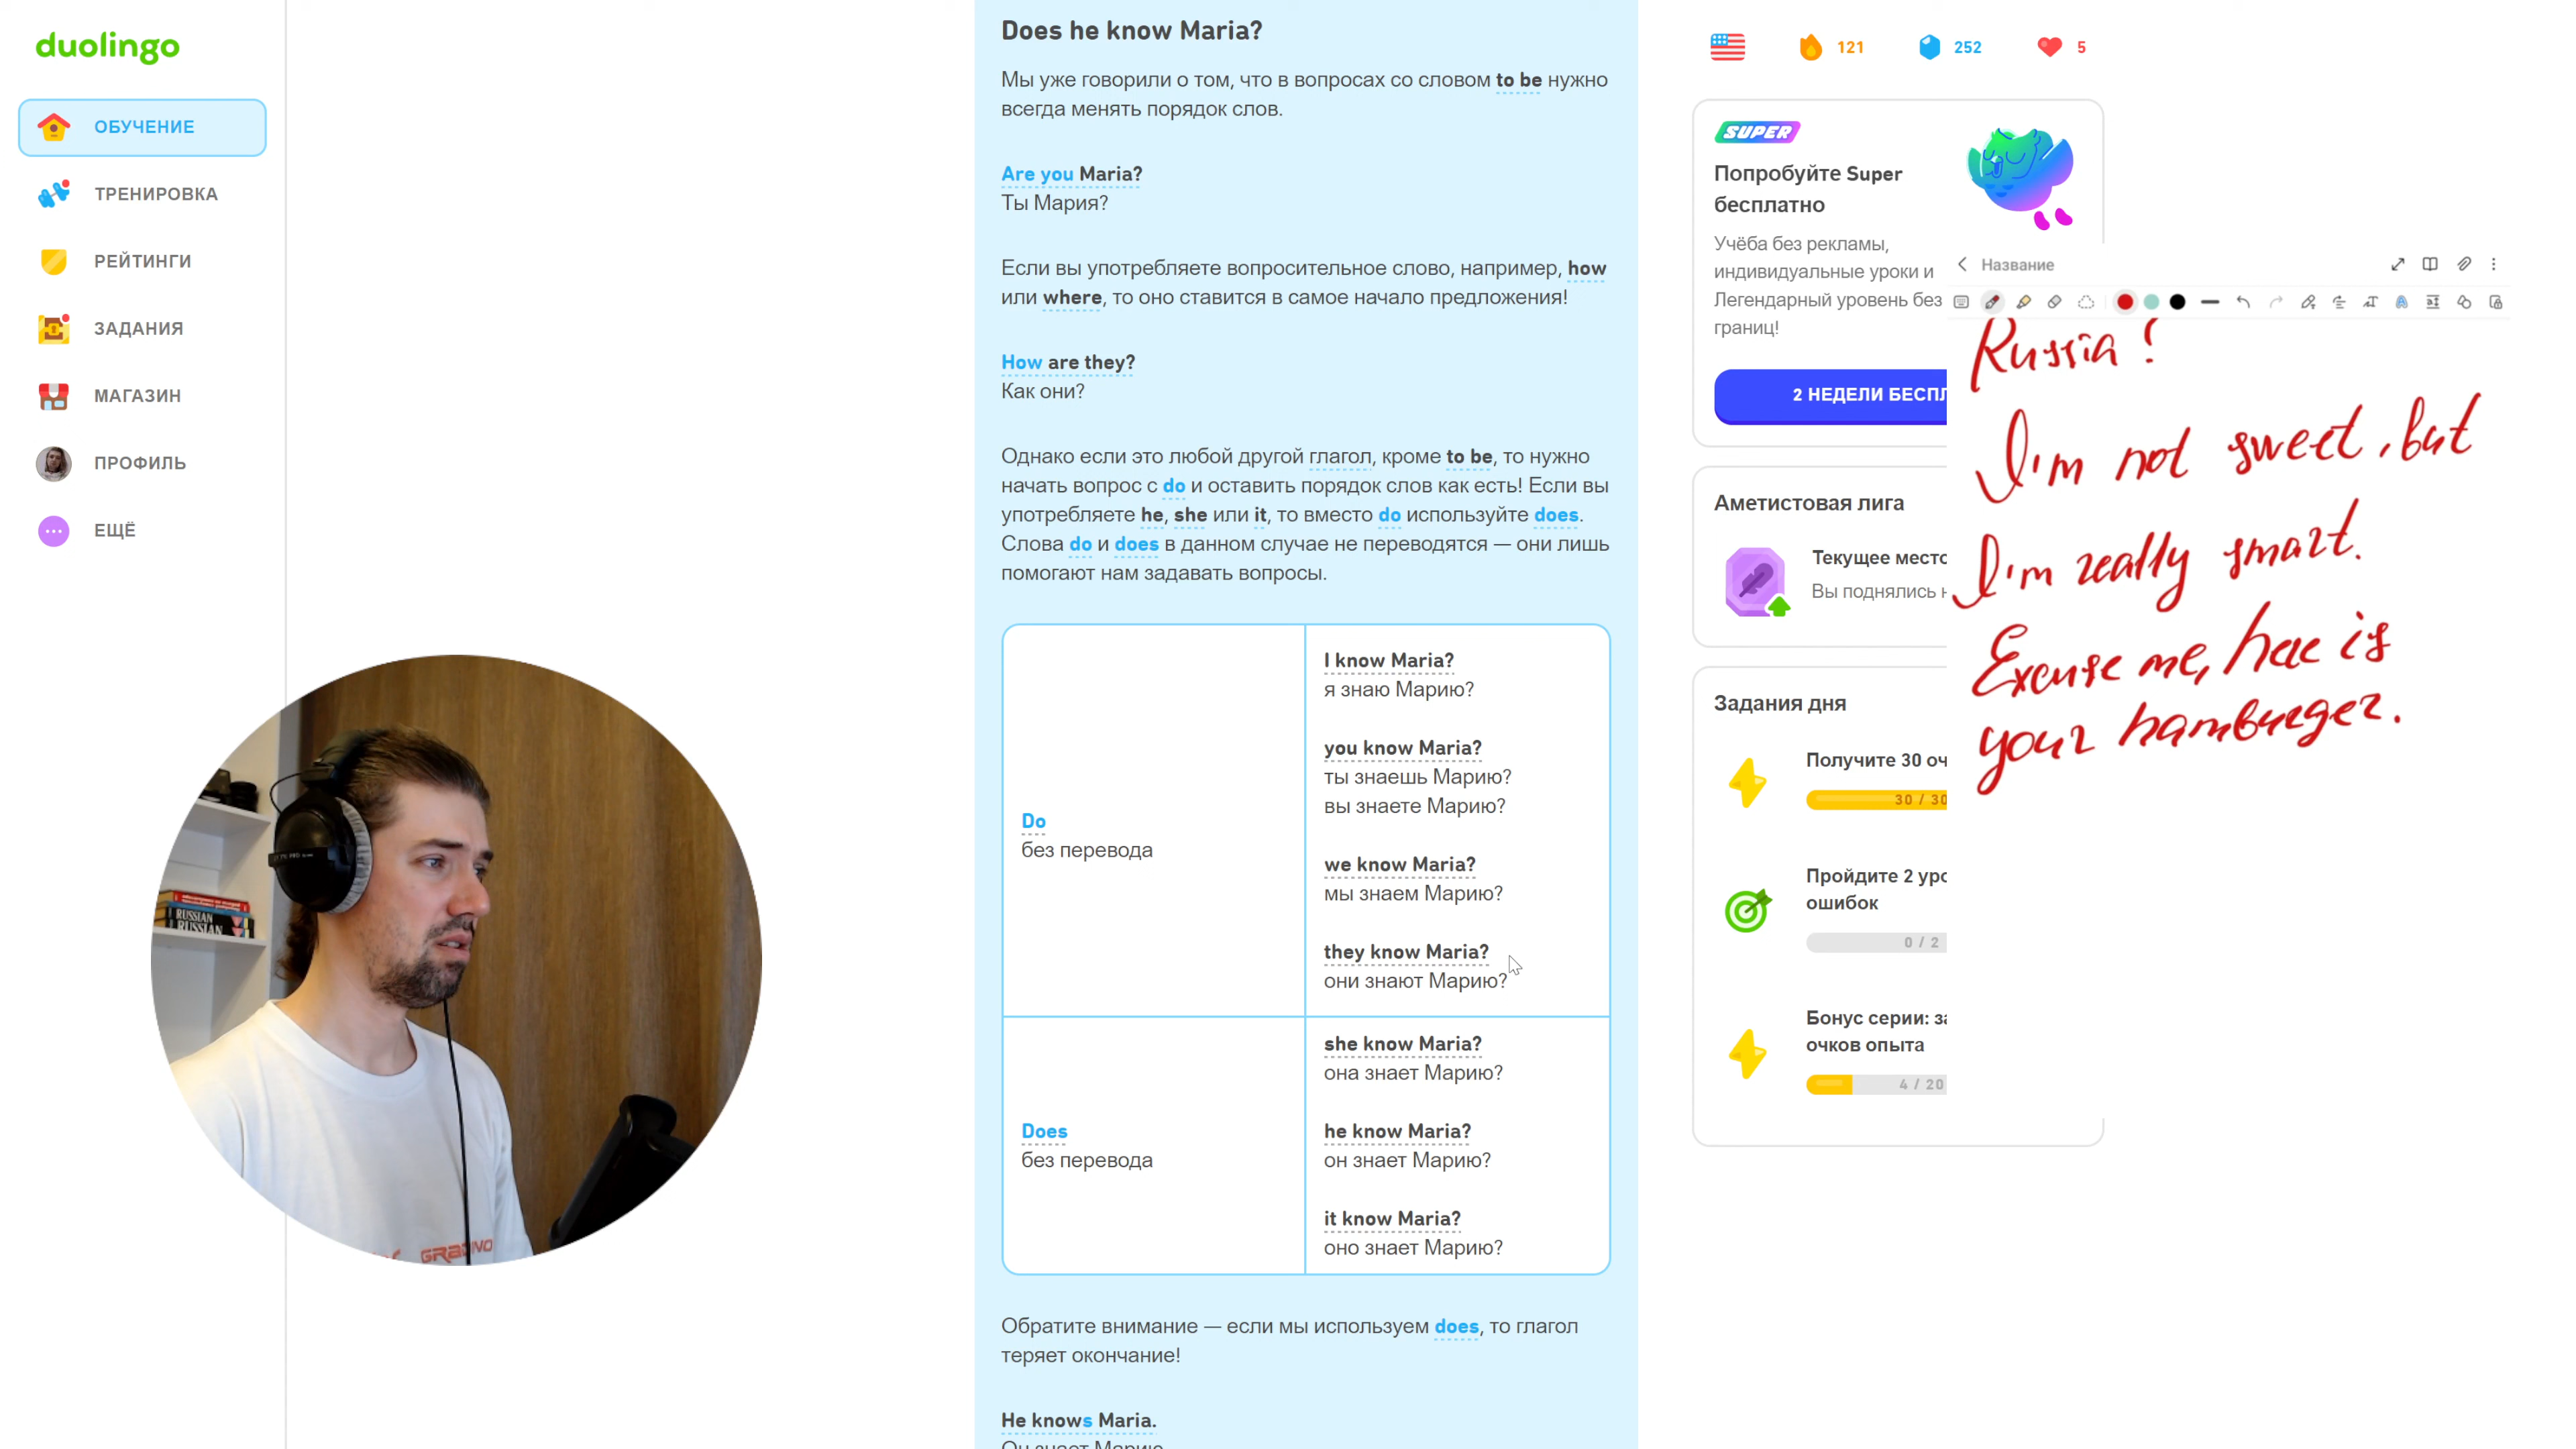 duolingo
ОБУЧЕНИЕ
ТРЕНИРОВКА
РЕЙТИНГИ
ЗАДАНИЯ
МАГАЗИН
ПРОФИЛЬ
ЕЩЁ
RUSSIAN
RUSSIAN
Does he know Maria?
Мы уже говорили о том, что в вопросах со словом to be нужно
всегда менять порядок слов.
Are you Maria?
Ты Мария?
Если вы употребляете вопросительное слово, например, how
или where, то оно ставится в самое начало предложения!
How are they?
Как они?
Однако если это любой другой глагол, кроме to be, то нужно
начать вопрос с do и оставить порядок слов как есть! Если вы
употребляете he, she или it, то вместо do используйте does.
Слова do и does в данном случае не переводятся — они лишь
помогают нам задавать вопросы.
Do
без перевода
I know Maria?
я знаю Марию?
you know Maria?
ты знаешь Марию?
вы знаете Марию?
we know Maria?
мы знаем Марию?
they know Maria?
они знают Марию?
Does
без перевода
she know Maria?
она знает Марию?
he know Maria?
он знает Марию?
it know Maria?
оно знает Марию?
Обратите внимание — если мы используем does, то глагол
теряет окончание!
He knows Maria.
Он знает Марию.
121
252
5
SUPER
Попробуйте Super
бесплатно
Учёба без рекламы,
индивидуальные уроки и
Легендарный уровень без
границ!
2 НЕДЕЛИ БЕСПЛ
Аметистовая лига
Текущее место
Вы поднялись н
Задания дня
Получите 30 оч
30 / 30
Пройдите 2 уро
ошибок
0 / 2
Бонус серии: за
очков опыта
4 / 20
Название
Russia?
I'm not sweet, but
I'm really smart.
Excuse me, here is
your hamburger.